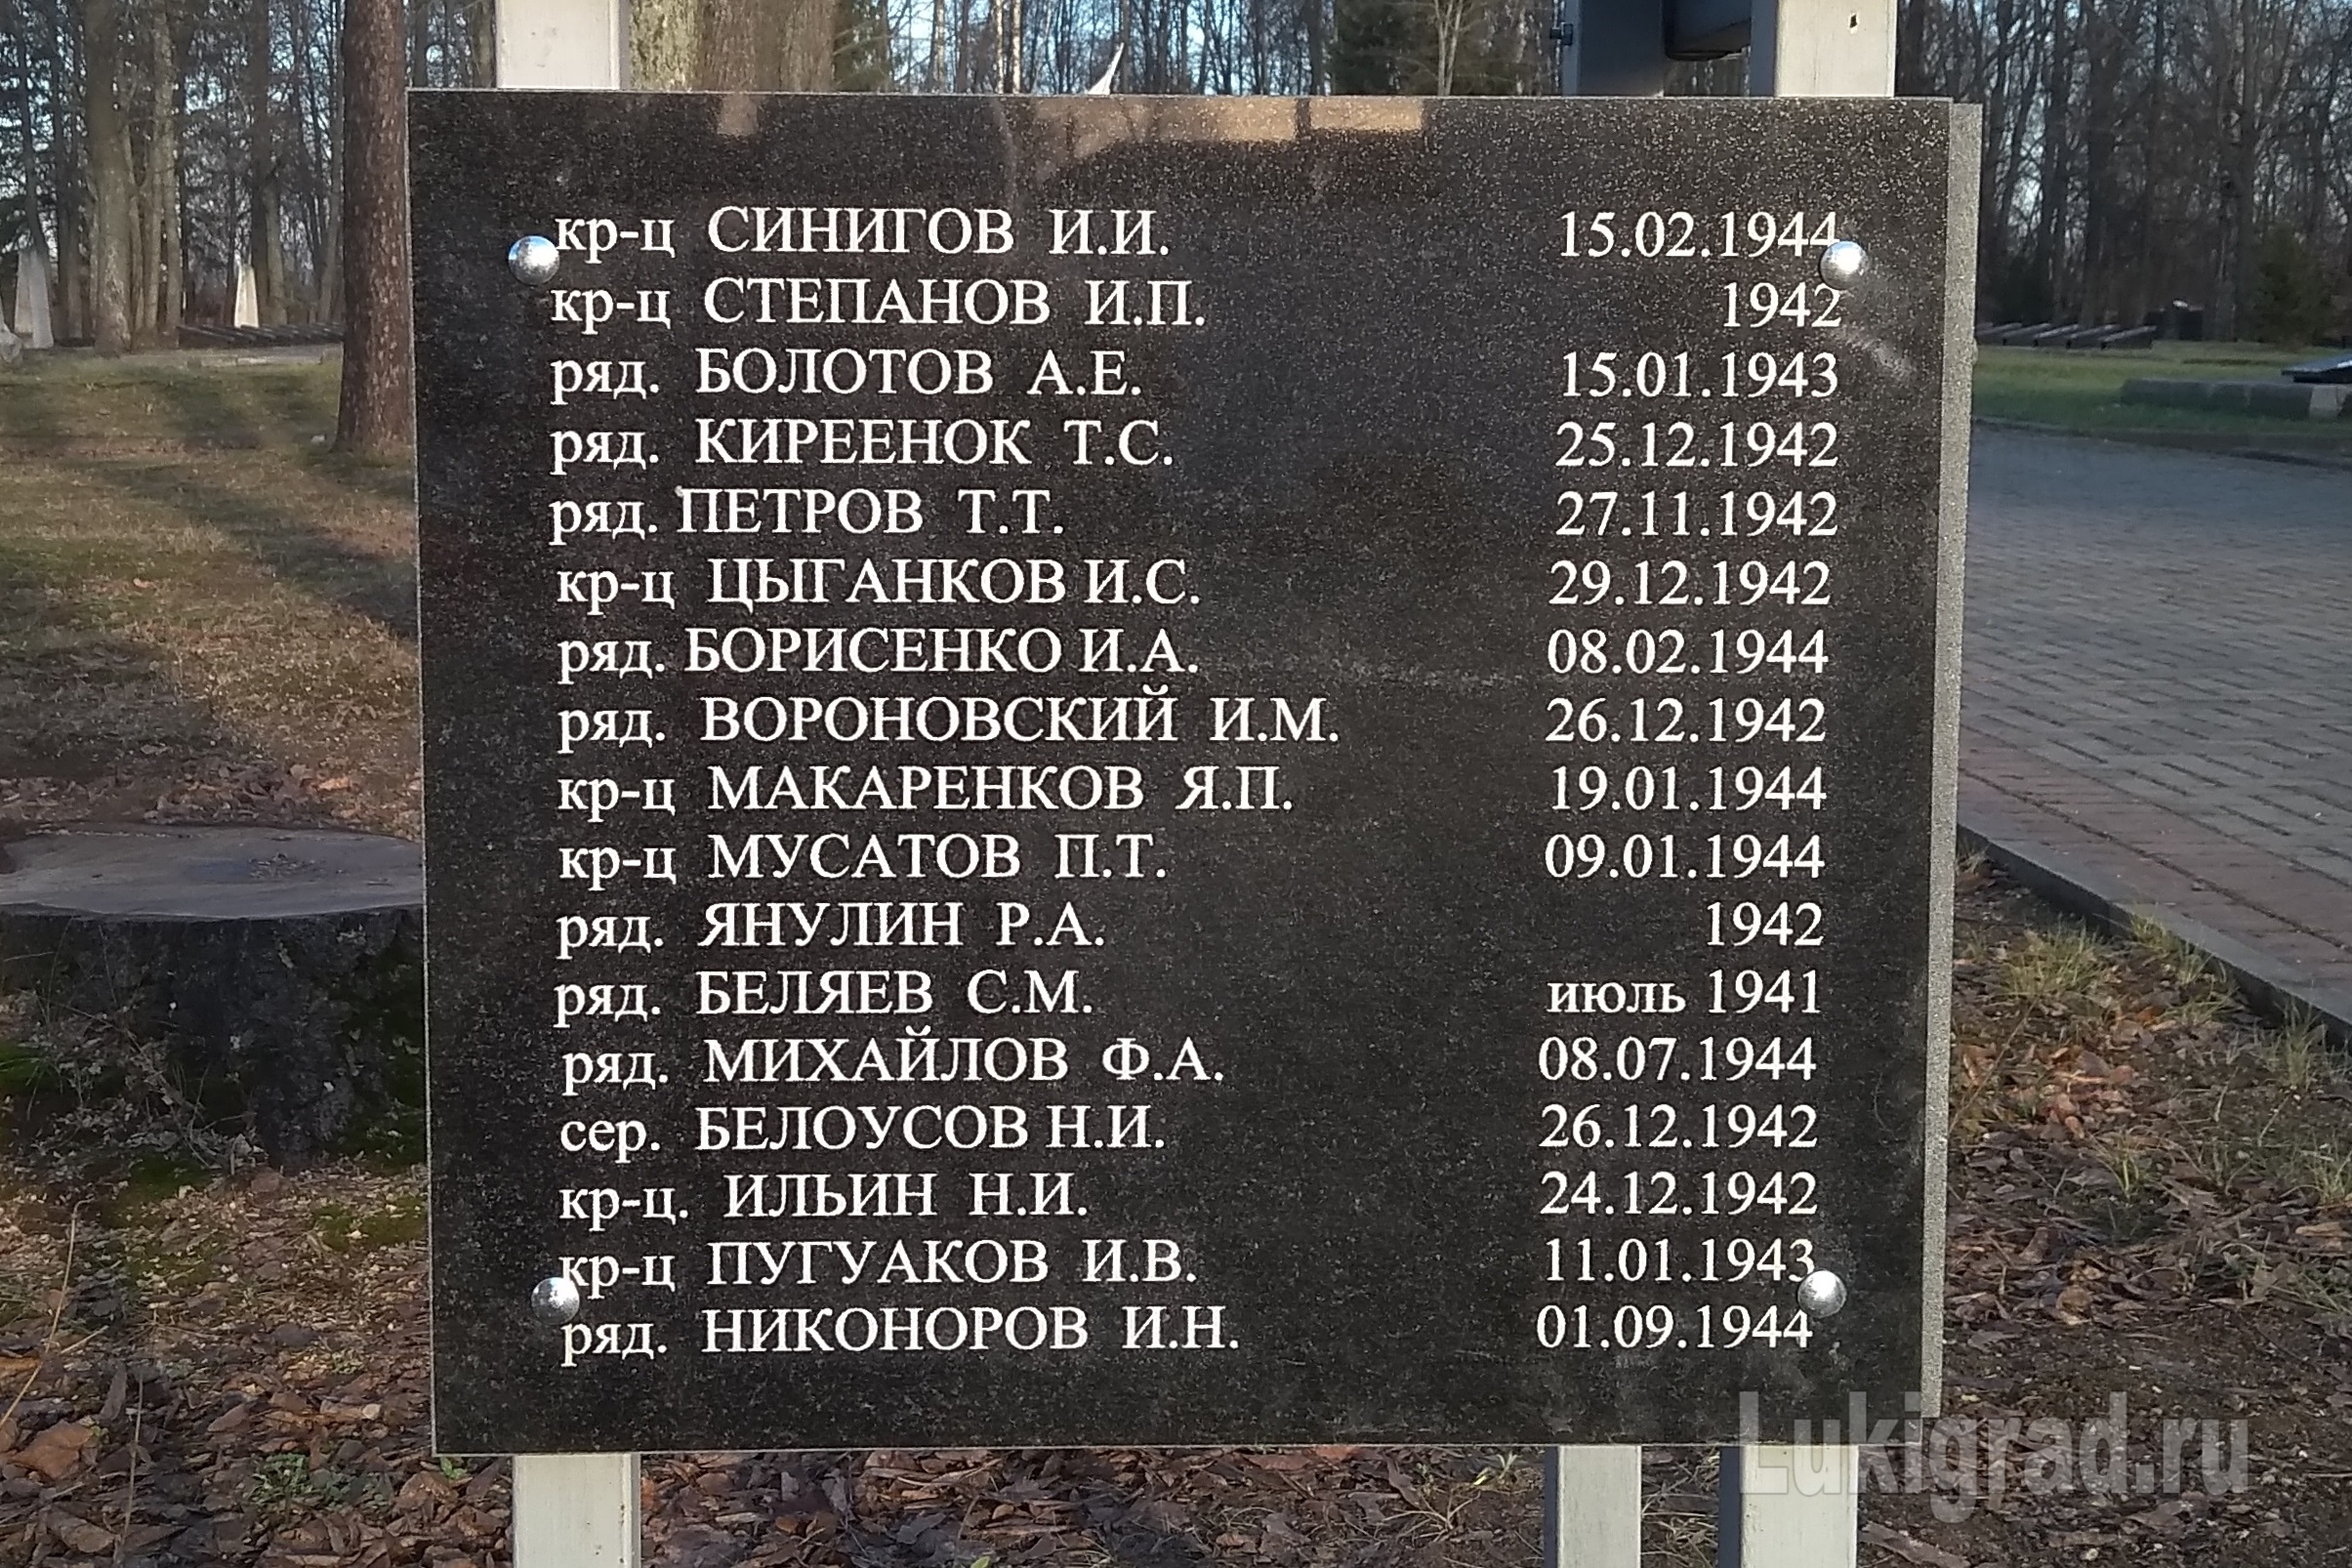 кр-ц СИНИГОВ И.И. 15.02.1944
кр-ц СТЕПАНОВ И.П. 1942
ряд. БОЛОТОВ А.Е. 15.01.1943
ряд. КИРЕЕНОК Т.С. 25.12.1942
ряд. ПЕТРОВ Т.Т. 27.11.1942
кр-ц ЦЫГАНКОВ И.С. 29.12.1942
ряд. БОРИСЕНКО И.А. 08.02.1944
ряд. ВОРОНОВСКИЙ И.М. 26.12.1942
кр-ц МАКАРЕНКОВ Я.П. 19.01.1944
кр-ц МУСАТОВ П.Т. 09.01.1944
ряд. ЯНУЛИН Р.А. 1942
ряд. БЕЛЯЕВ С.М. июль 1941
ряд. МИХАЙЛОВ Ф.А. 08.07.1944
сер. БЕЛОУСОВ Н.И. 26.12.1942
кр-ц. ИЛЬИН Н.И. 24.12.1942
кр-ц ПУГУАКОВ И.В. 11.01.1943
ряд. НИКОНОРОВ И.Н. 01.09.1944
Lukigrad.ru